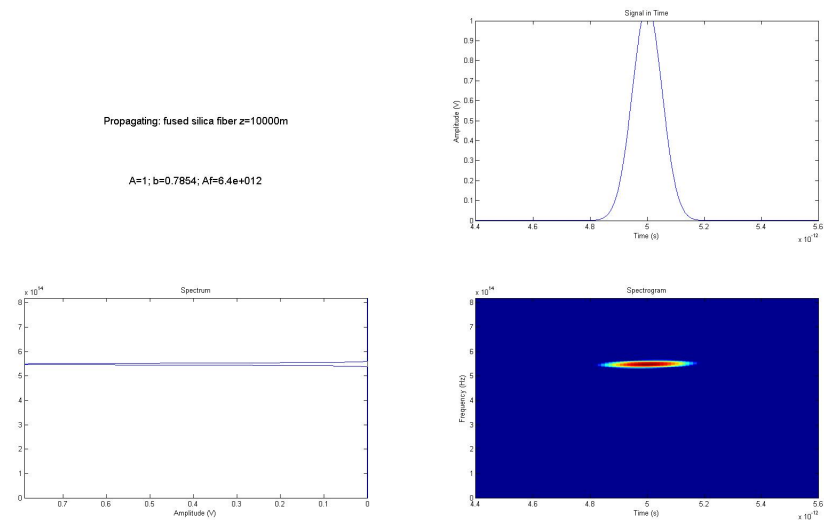 Signal in Time
1
0.9
0.8
0.7
0.6
0.5
0.4
0.3
0.2
0.1
0
Amplitude (V)
4.4 4.6 4.8 5 5.2 5.4 5.6
Time (s)
x 10⁻¹²
Propagating: fused silica fiber z=10000m
A=1; b=0.7854; Af=6.4e+012
Spectrum
x 10¹⁴
8
7
6
5
4
3
2
1
0
0.7 0.6 0.5 0.4 0.3 0.2 0.1 0
Amplitude (V)
Spectrogram
x 10¹⁴
8
7
6
5
4
3
2
1
0
Frequency (Hz)
4.4 4.6 4.8 5 5.2 5.4 5.6
Time (s)
x 10⁻¹²